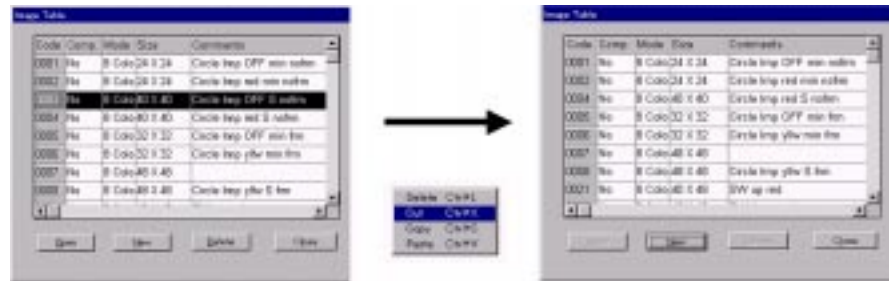 Image Table
Code Comp. Mode Size Comments
0001 No 8 Colo 24 X 24 Circle lmp OFF min nofrm
0002 No 8 Colo 24 X 24 Circle lmp red min nofrm
0003 No 8 Colo 40 X 40 Circle lmp OFF S nofrm
0004 No 8 Colo 40 X 40 Circle lmp red S nofrm
0005 No 8 Colo 32 X 32 Circle lmp OFF min frm
0006 No 8 Colo 32 X 32 Circle lmp yllw min frm
0007 No 8 Colo 48 X 48
0008 No 8 Colo 48 X 48 Circle lmp yllw S frm
Open New Delete Close
Delete Ctrl+L
Cut Ctrl+X
Copy Ctrl+C
Paste Ctrl+V
Image Table
Code Comp. Mode Size Comments
0001 No 8 Colo 24 X 24 Circle lmp OFF min nofrm
0002 No 8 Colo 24 X 24 Circle lmp red min nofrm
0004 No 8 Colo 40 X 40 Circle lmp red S nofrm
0005 No 8 Colo 32 X 32 Circle lmp OFF min frm
0006 No 8 Colo 32 X 32 Circle lmp yllw min frm
0007 No 8 Colo 48 X 48
0008 No 8 Colo 48 X 48 Circle lmp yllw S frm
0021 No 8 Colo 48 X 48 SW up red
New Close